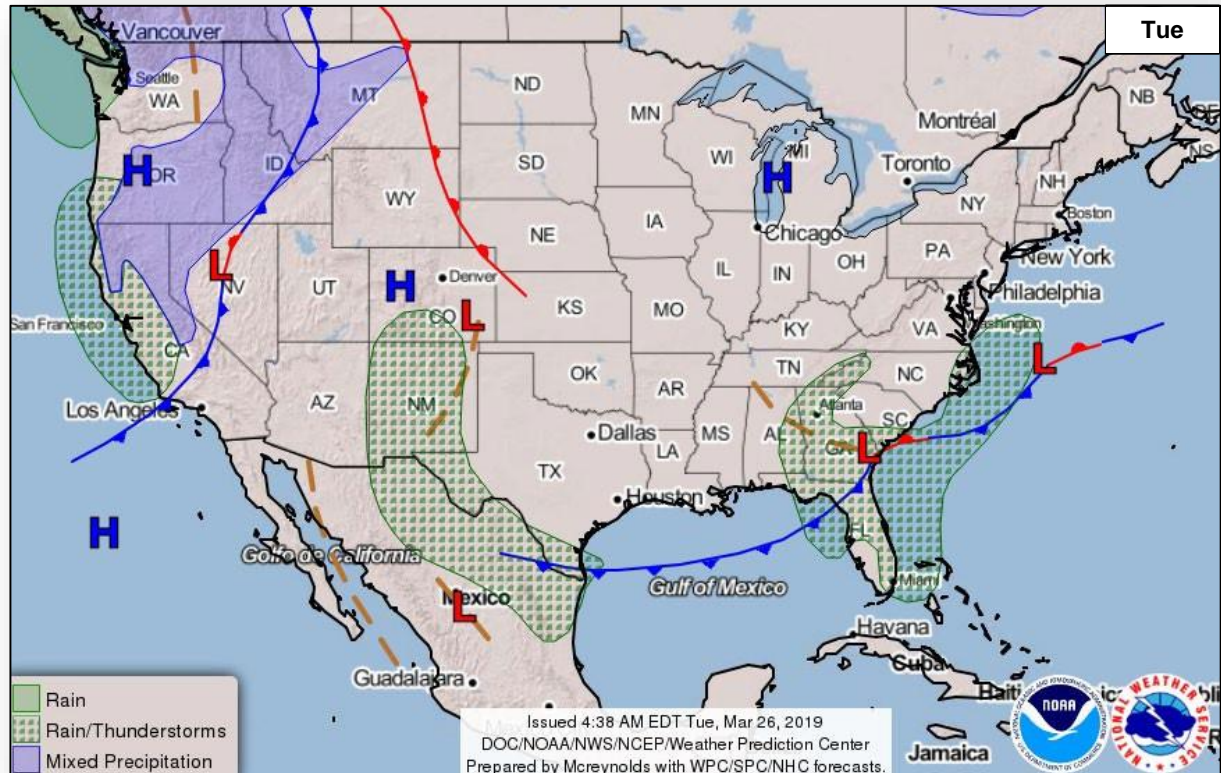 Tue
Vancouver
Seattle
WA
MT
ND
MN
Montréal
NB
NS
H
OR
ID
SD
WI
MI
H
Toronto
NH
WY
NY
Boston
IA
Chicago
L
NV
UT
H
Denver
NE
IL
IN
OH
PA
New York
Philadelphia
San Francisco
CA
CO
L
KS
MO
KY
VA
Washington
L
Los Angeles
AZ
NM
OK
AR
TN
NC
Atlanta
SC
Dallas
MS
AL
GA
L
LA
TX
Houston
H
Golfo de California
FL
Gulf of Mexico
Miami
Mexico
L
Havana
Cuba
Guadalajara
Jamaica
Rain
Rain/Thunderstorms
Mixed Precipitation
Issued 4:38 AM EDT Tue, Mar 26, 2019
DOC/NOAA/NWS/NCEP/Weather Prediction Center
Prepared by Mcreynolds with WPC/SPC/NHC forecasts.
NOAA
NATIONAL WEATHER SERVICE